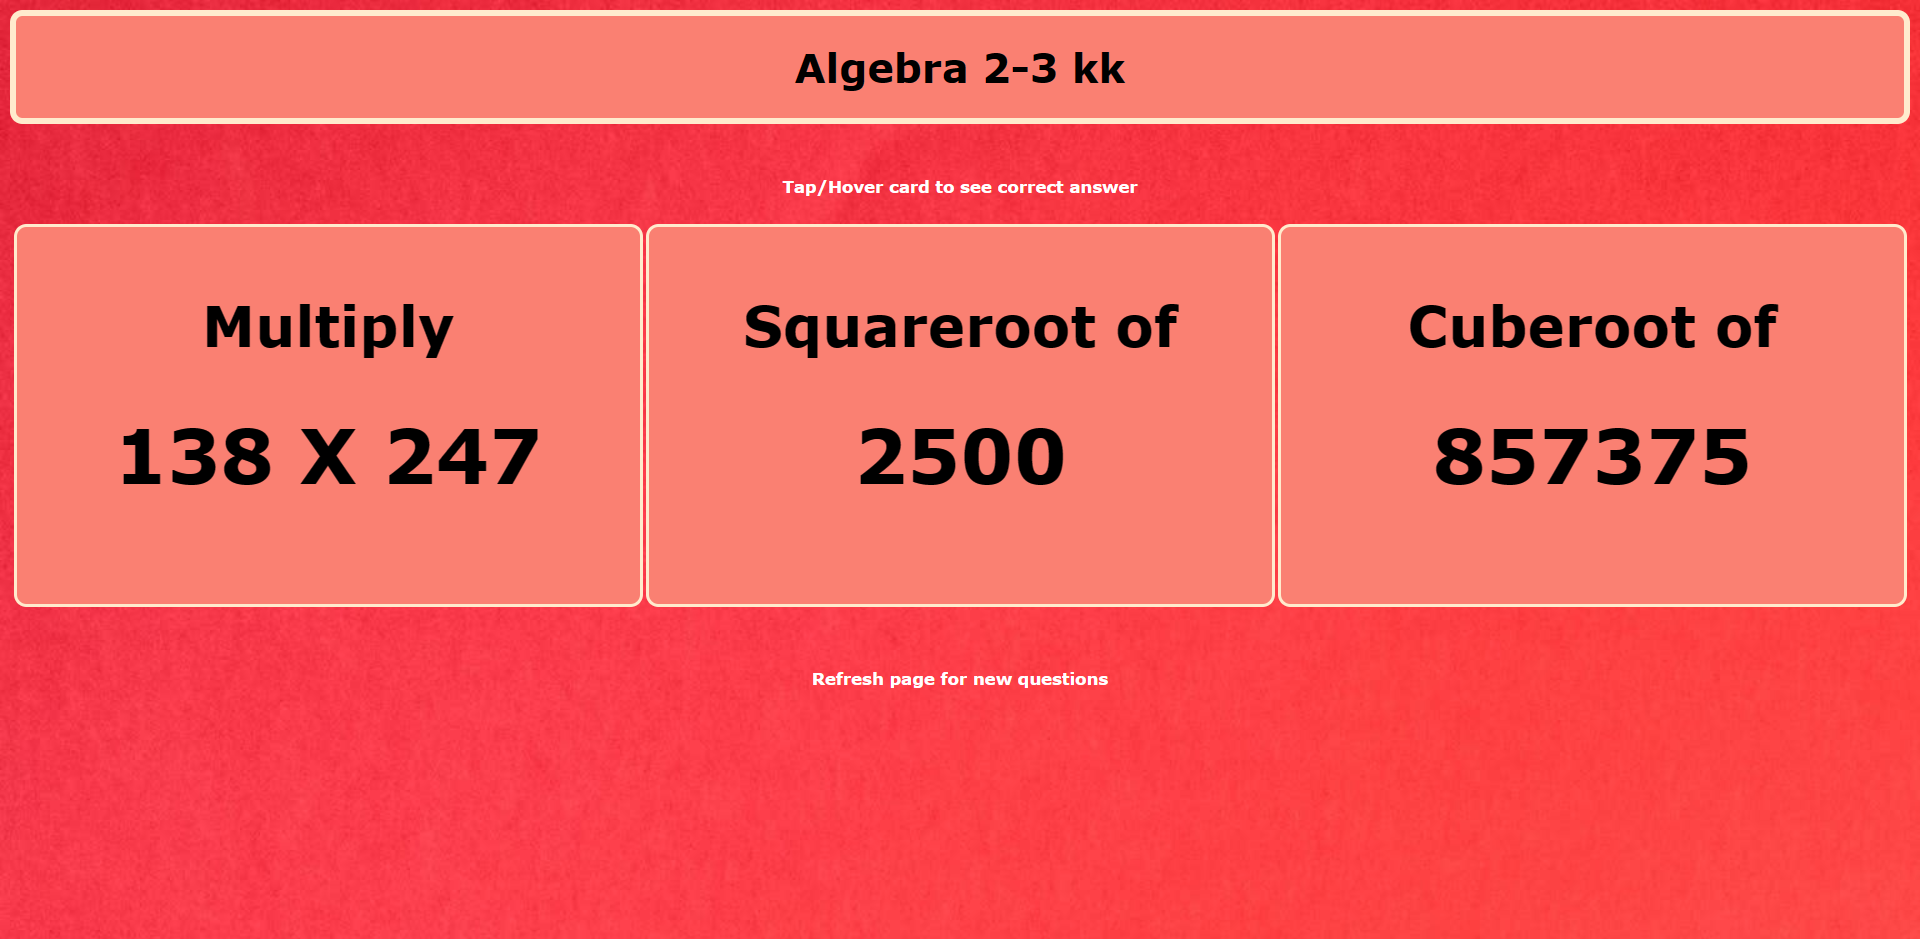 Algebra 2–3 kk
Tap/Hover card to see correct answer
Multiply
138 X 247
Squareroot of
2500
Cuberoot of
857375
Refresh page for new questions